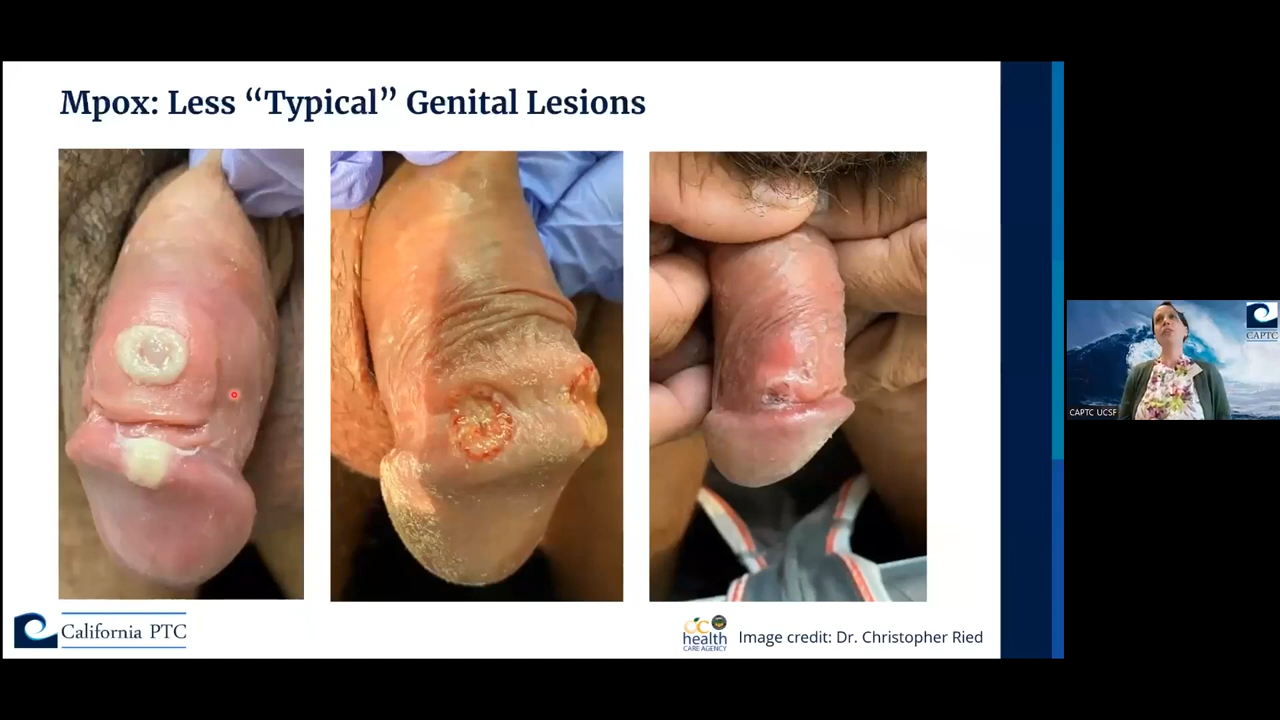 Mpox: Less “Typical” Genital Lesions
California PTC
health
CARE AGENCY
Image credit: Dr. Christopher Ried
CAPTC
CAPTC UCSF